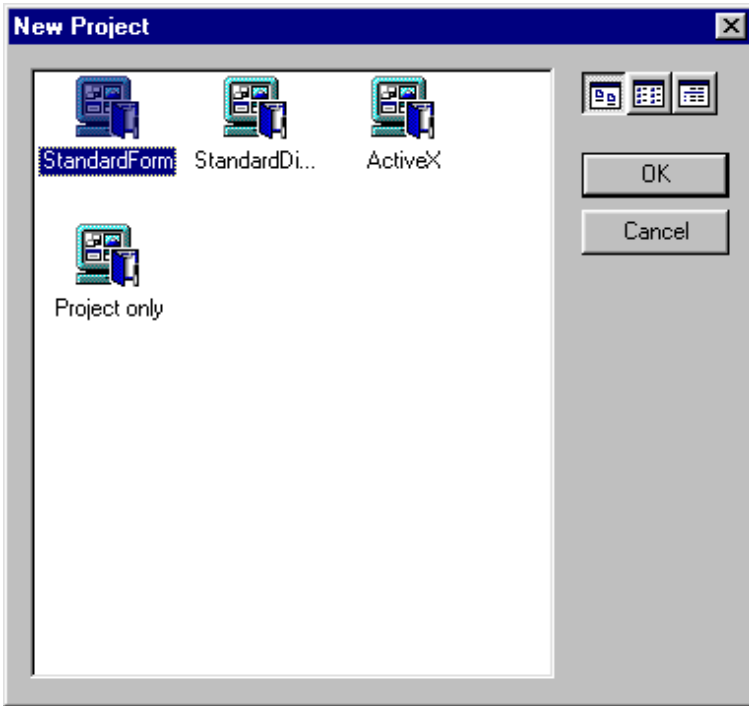 New Project
StandardForm StandardDi... ActiveX
Project only
OK
Cancel